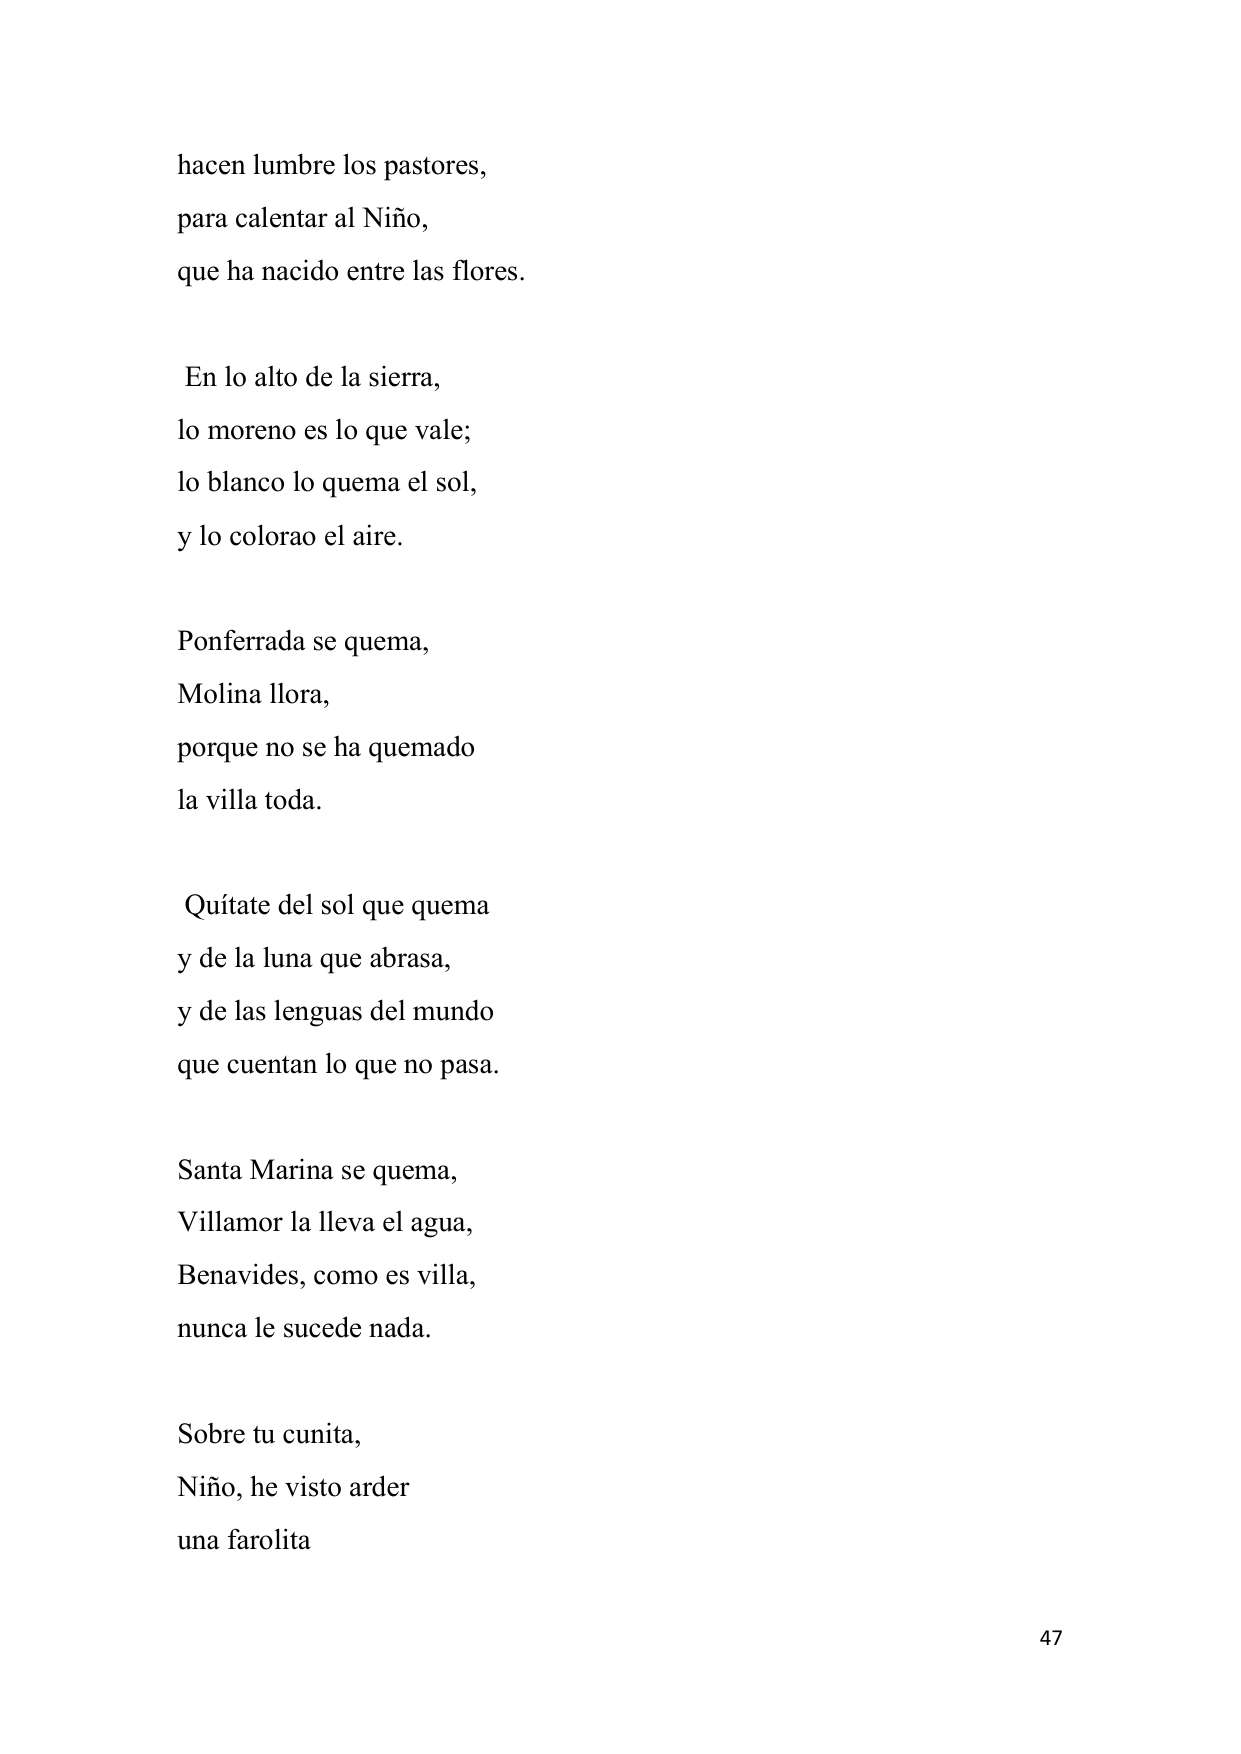 hacen lumbre los pastores,
para calentar al Niño,
que ha nacido entre las flores.

En lo alto de la sierra,
lo moreno es lo que vale;
lo blanco lo quema el sol,
y lo colorao el aire.

Ponferrada se quema,
Molina llora,
porque no se ha quemado
la villa toda.

Quítate del sol que quema
y de la luna que abrasa,
y de las lenguas del mundo
que cuentan lo que no pasa.

Santa Marina se quema,
Villamor la lleva el agua,
Benavides, como es villa,
nunca le sucede nada.

Sobre tu cunita,
Niño, he visto arder
una farolita
47